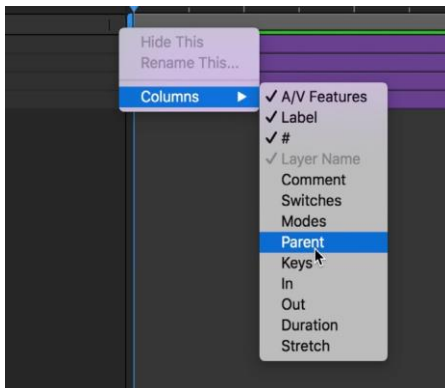 Hide This
Rename This...
Columns
✓ A/V Features
✓ Label
✓ #
✓ Layer Name
Comment
Switches
Modes
Parent
Keys
In
Out
Duration
Stretch